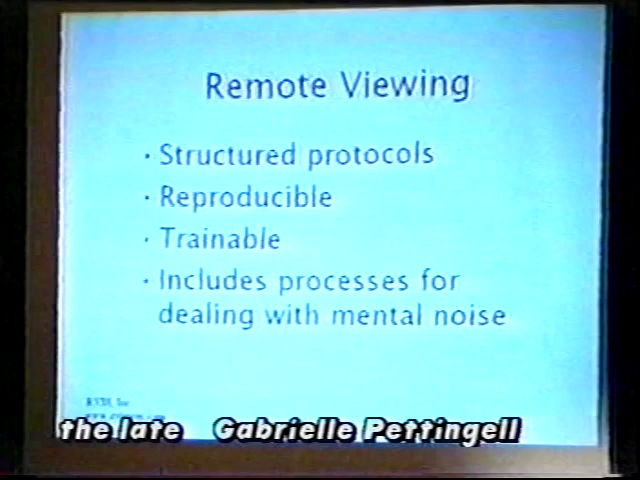 Remote Viewing
· Structured protocols
· Reproducible
· Trainable
· Includes processes for
dealing with mental noise
the late Gabrielle Pettingell